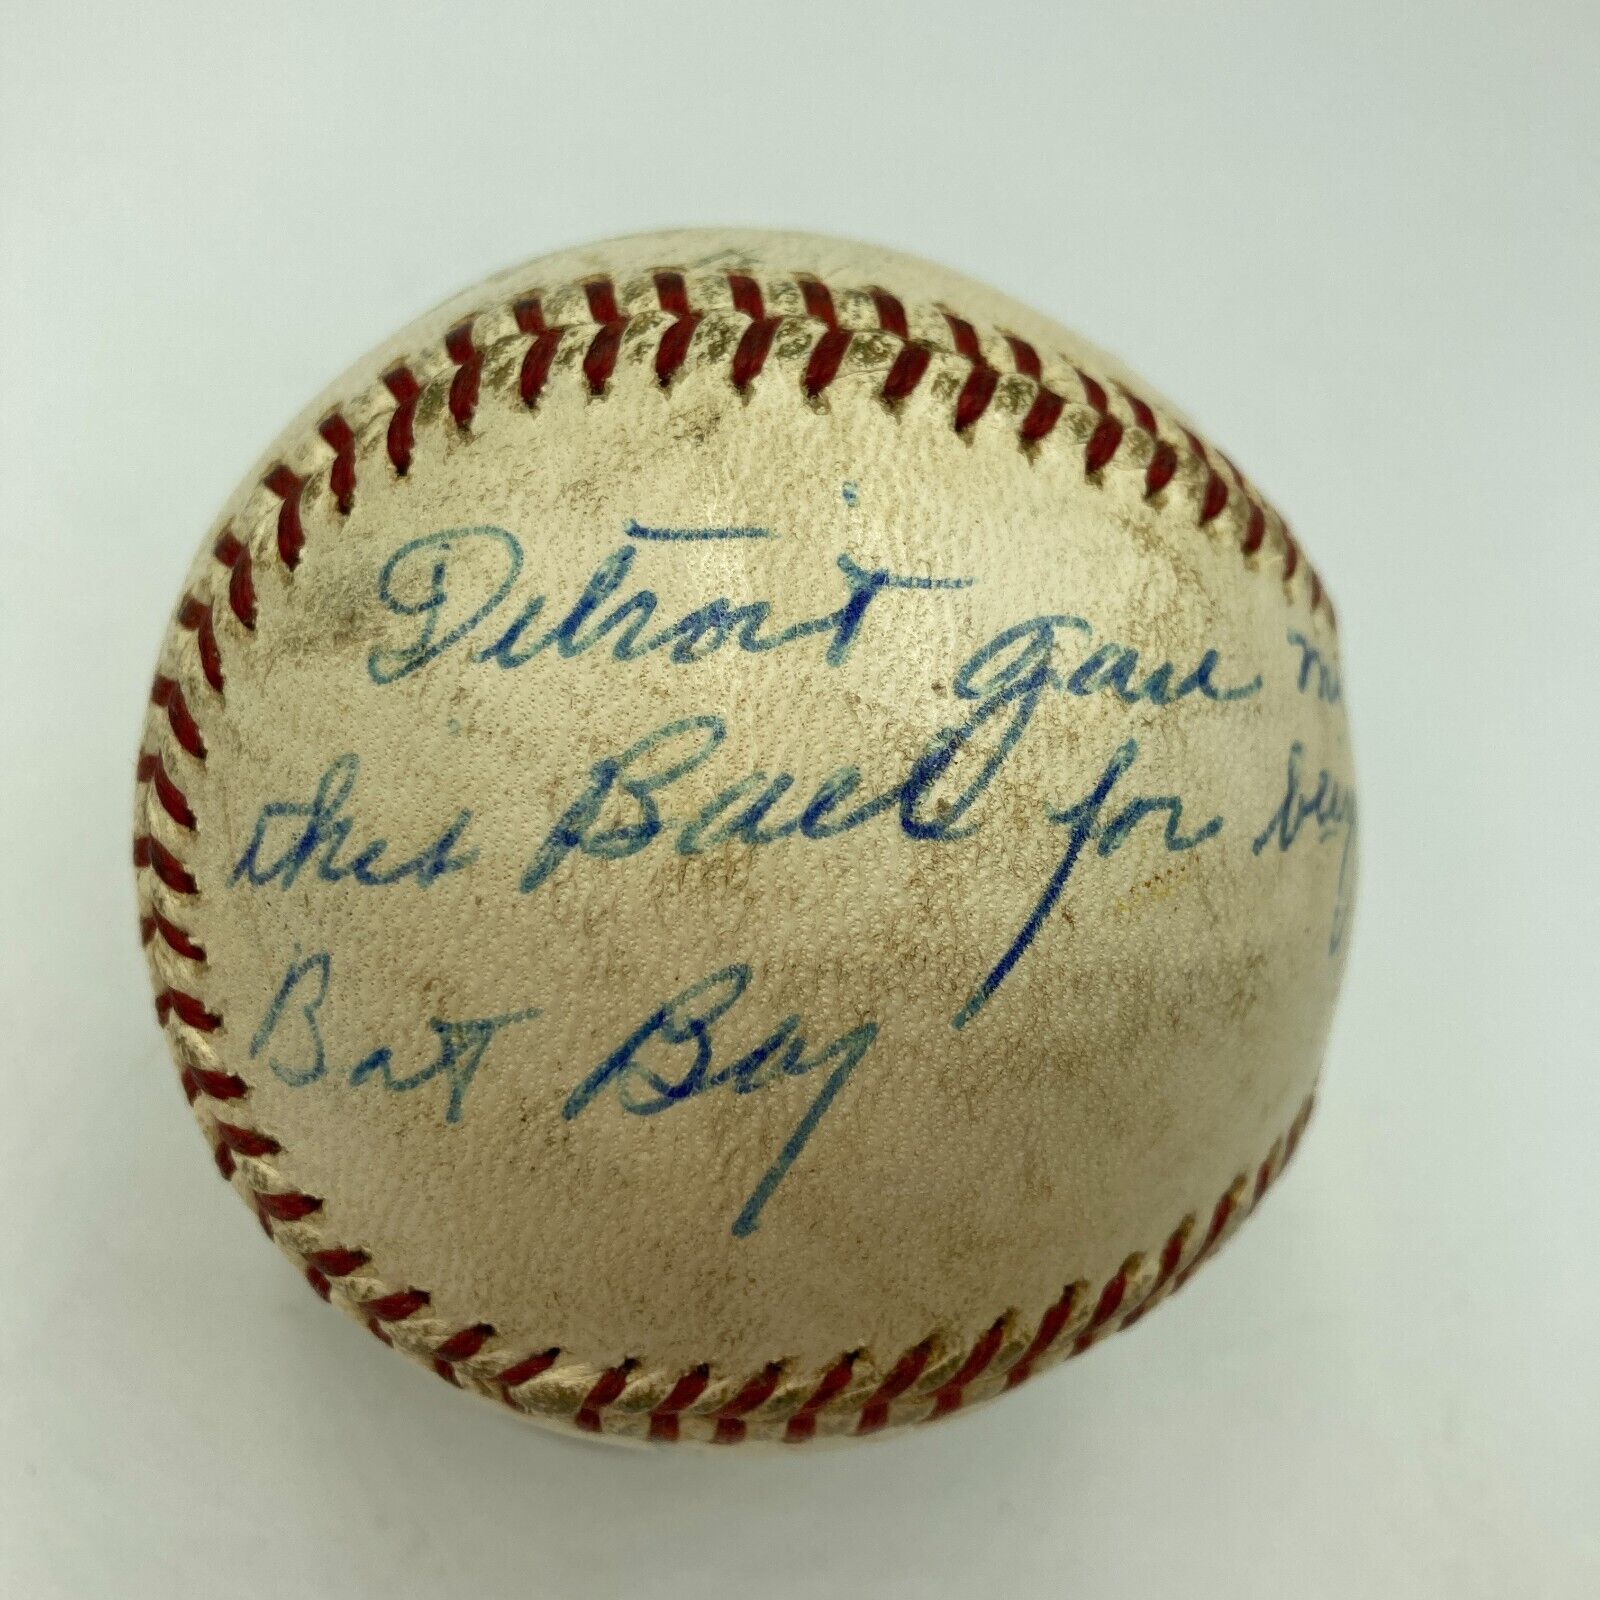 Detroit gave me
this Ball for being
Bat Boy